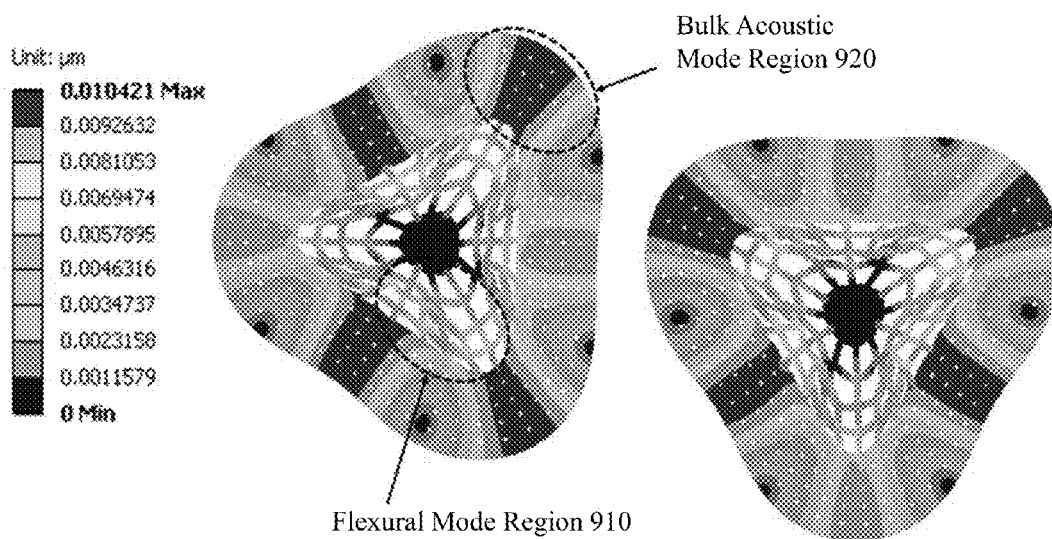 Bulk Acoustic
Mode Region 920
Unit: µm
0.010421 Max
0.0092632
0.0081053
0.0069474
0.0057895
0.0046316
0.0034737
0.0023158
0.0011579
0 Min
Flexural Mode Region 910